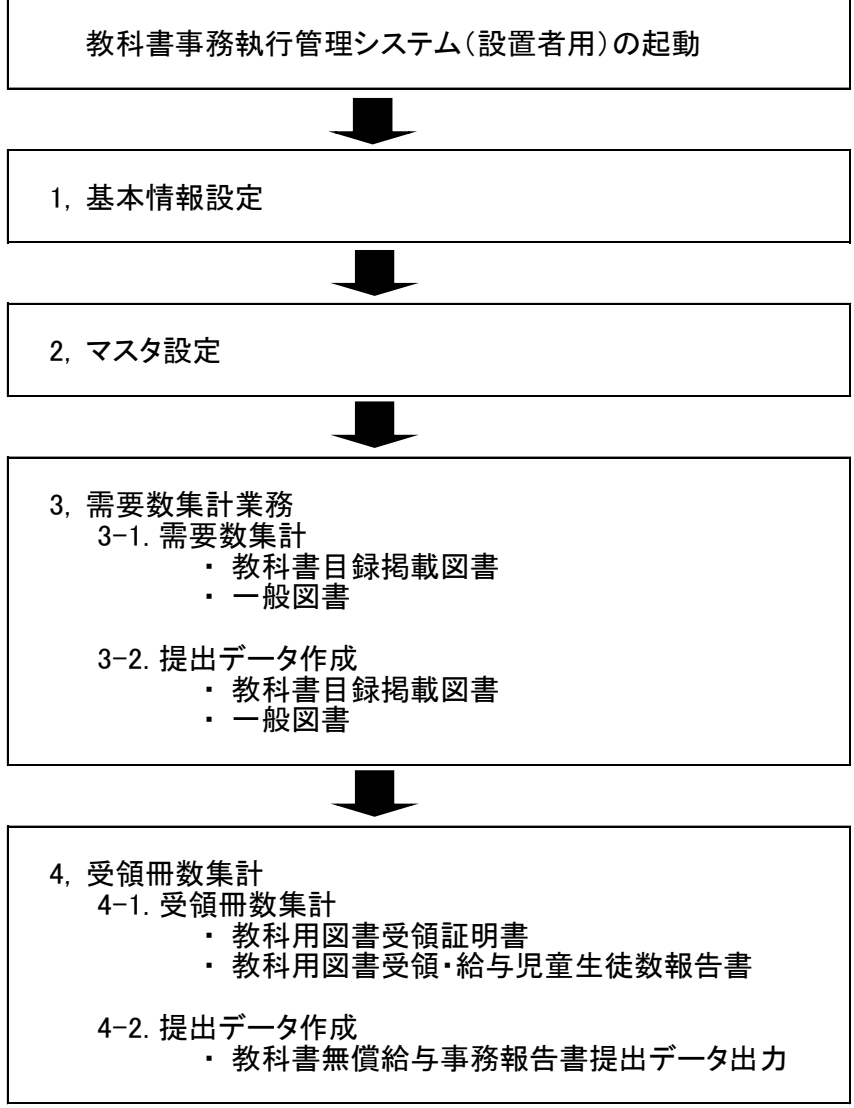 教科書事務執行管理システム（設置者用）の起動
1, 基本情報設定
2, マスタ設定
3, 需要数集計業務
3-1. 需要数集計
・ 教科書目録掲載図書
・ 一般図書
3-2. 提出データ作成
・ 教科書目録掲載図書
・ 一般図書
4, 受領冊数集計
4-1. 受領冊数集計
・ 教科用図書受領証明書
・ 教科用図書受領・給与児童生徒数報告書
4-2. 提出データ作成
・ 教科書無償給与事務報告書提出データ出力